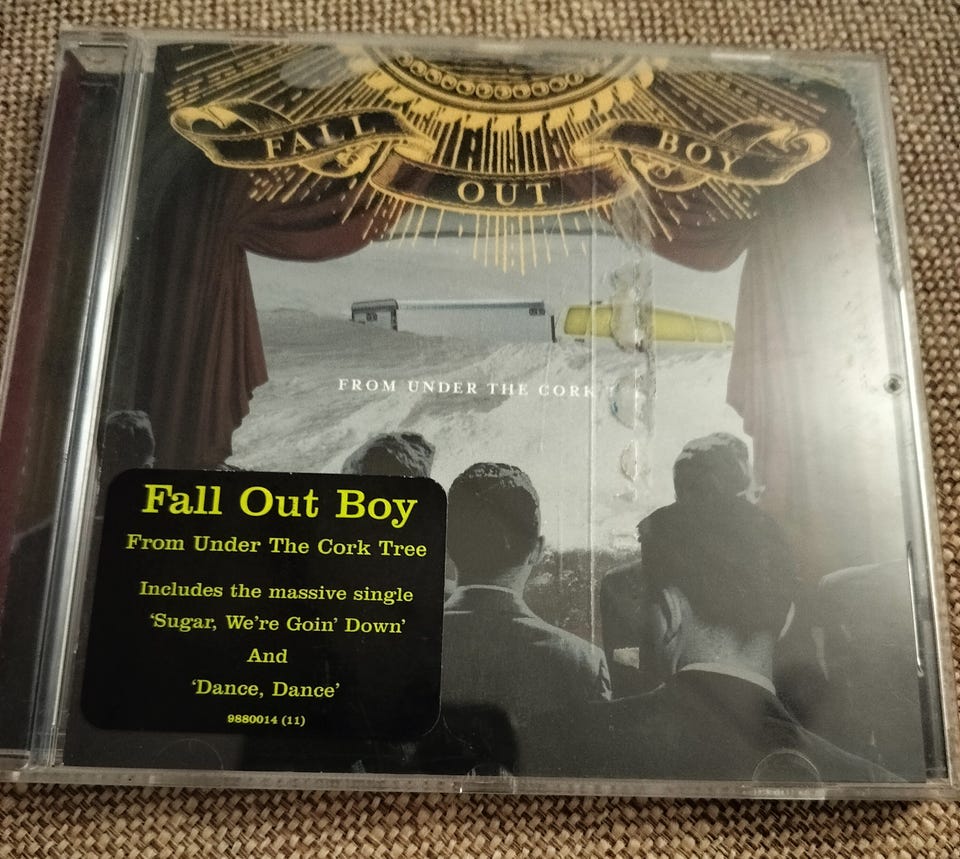 FALL OUT BOY
FROM UNDER THE CORK
Fall Out Boy
From Under The Cork Tree
Includes the massive single
‘Sugar, We’re Goin’ Down’
And
‘Dance, Dance’
9880014 (11)